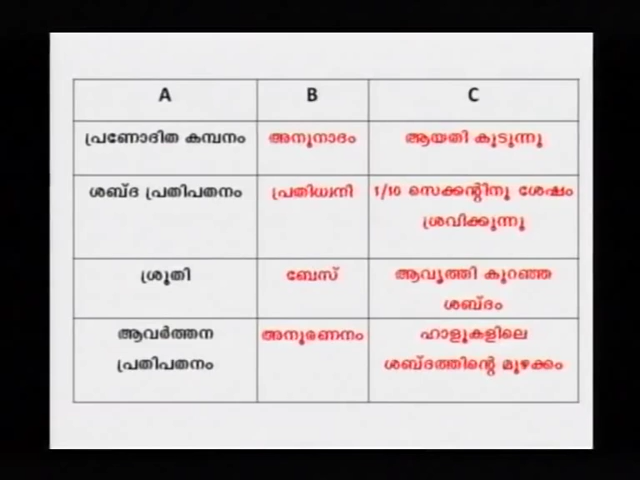 A B C
പ്രണോദിത കമ്പനം അനുനാദം ആയതി കൂടുന്നു
ശബ്ദ പ്രതിപതനം പ്രതിധ്വനി 1/10 സെക്കന്റിനു ശേഷം
ശ്രവിക്കുന്നു
ശ്രുതി ബേസ് ആവൃത്തി കുറഞ്ഞ
ശബ്ദം
ആവർത്തന അനുരണനം ഹാളുകളിലെ
പ്രതിപതനം ശബ്ദത്തിന്റെ മുഴക്കം